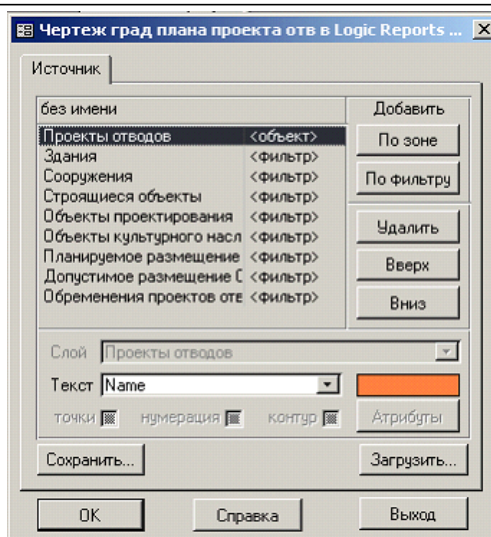 Чертеж град плана проекта отв в Logic Reports ...
Источник
без имени
Добавить
Проекты отводов <объект>
По зоне
Здания <фильтр>
Сооружения <фильтр>
По фильтру
Строящиеся объекты <фильтр>
Объекты проектирования <фильтр>
Удалить
Объекты культурного насл <фильтр>
Планируемое размещение <фильтр>
Вверх
Допустимое размещение С <фильтр>
Обременения проектов отв <фильтр>
Вниз
Слой Проекты отводов
Текст Name
точки нумерация контур Атрибуты
Сохранить... Загрузить...
OK Справка Выход